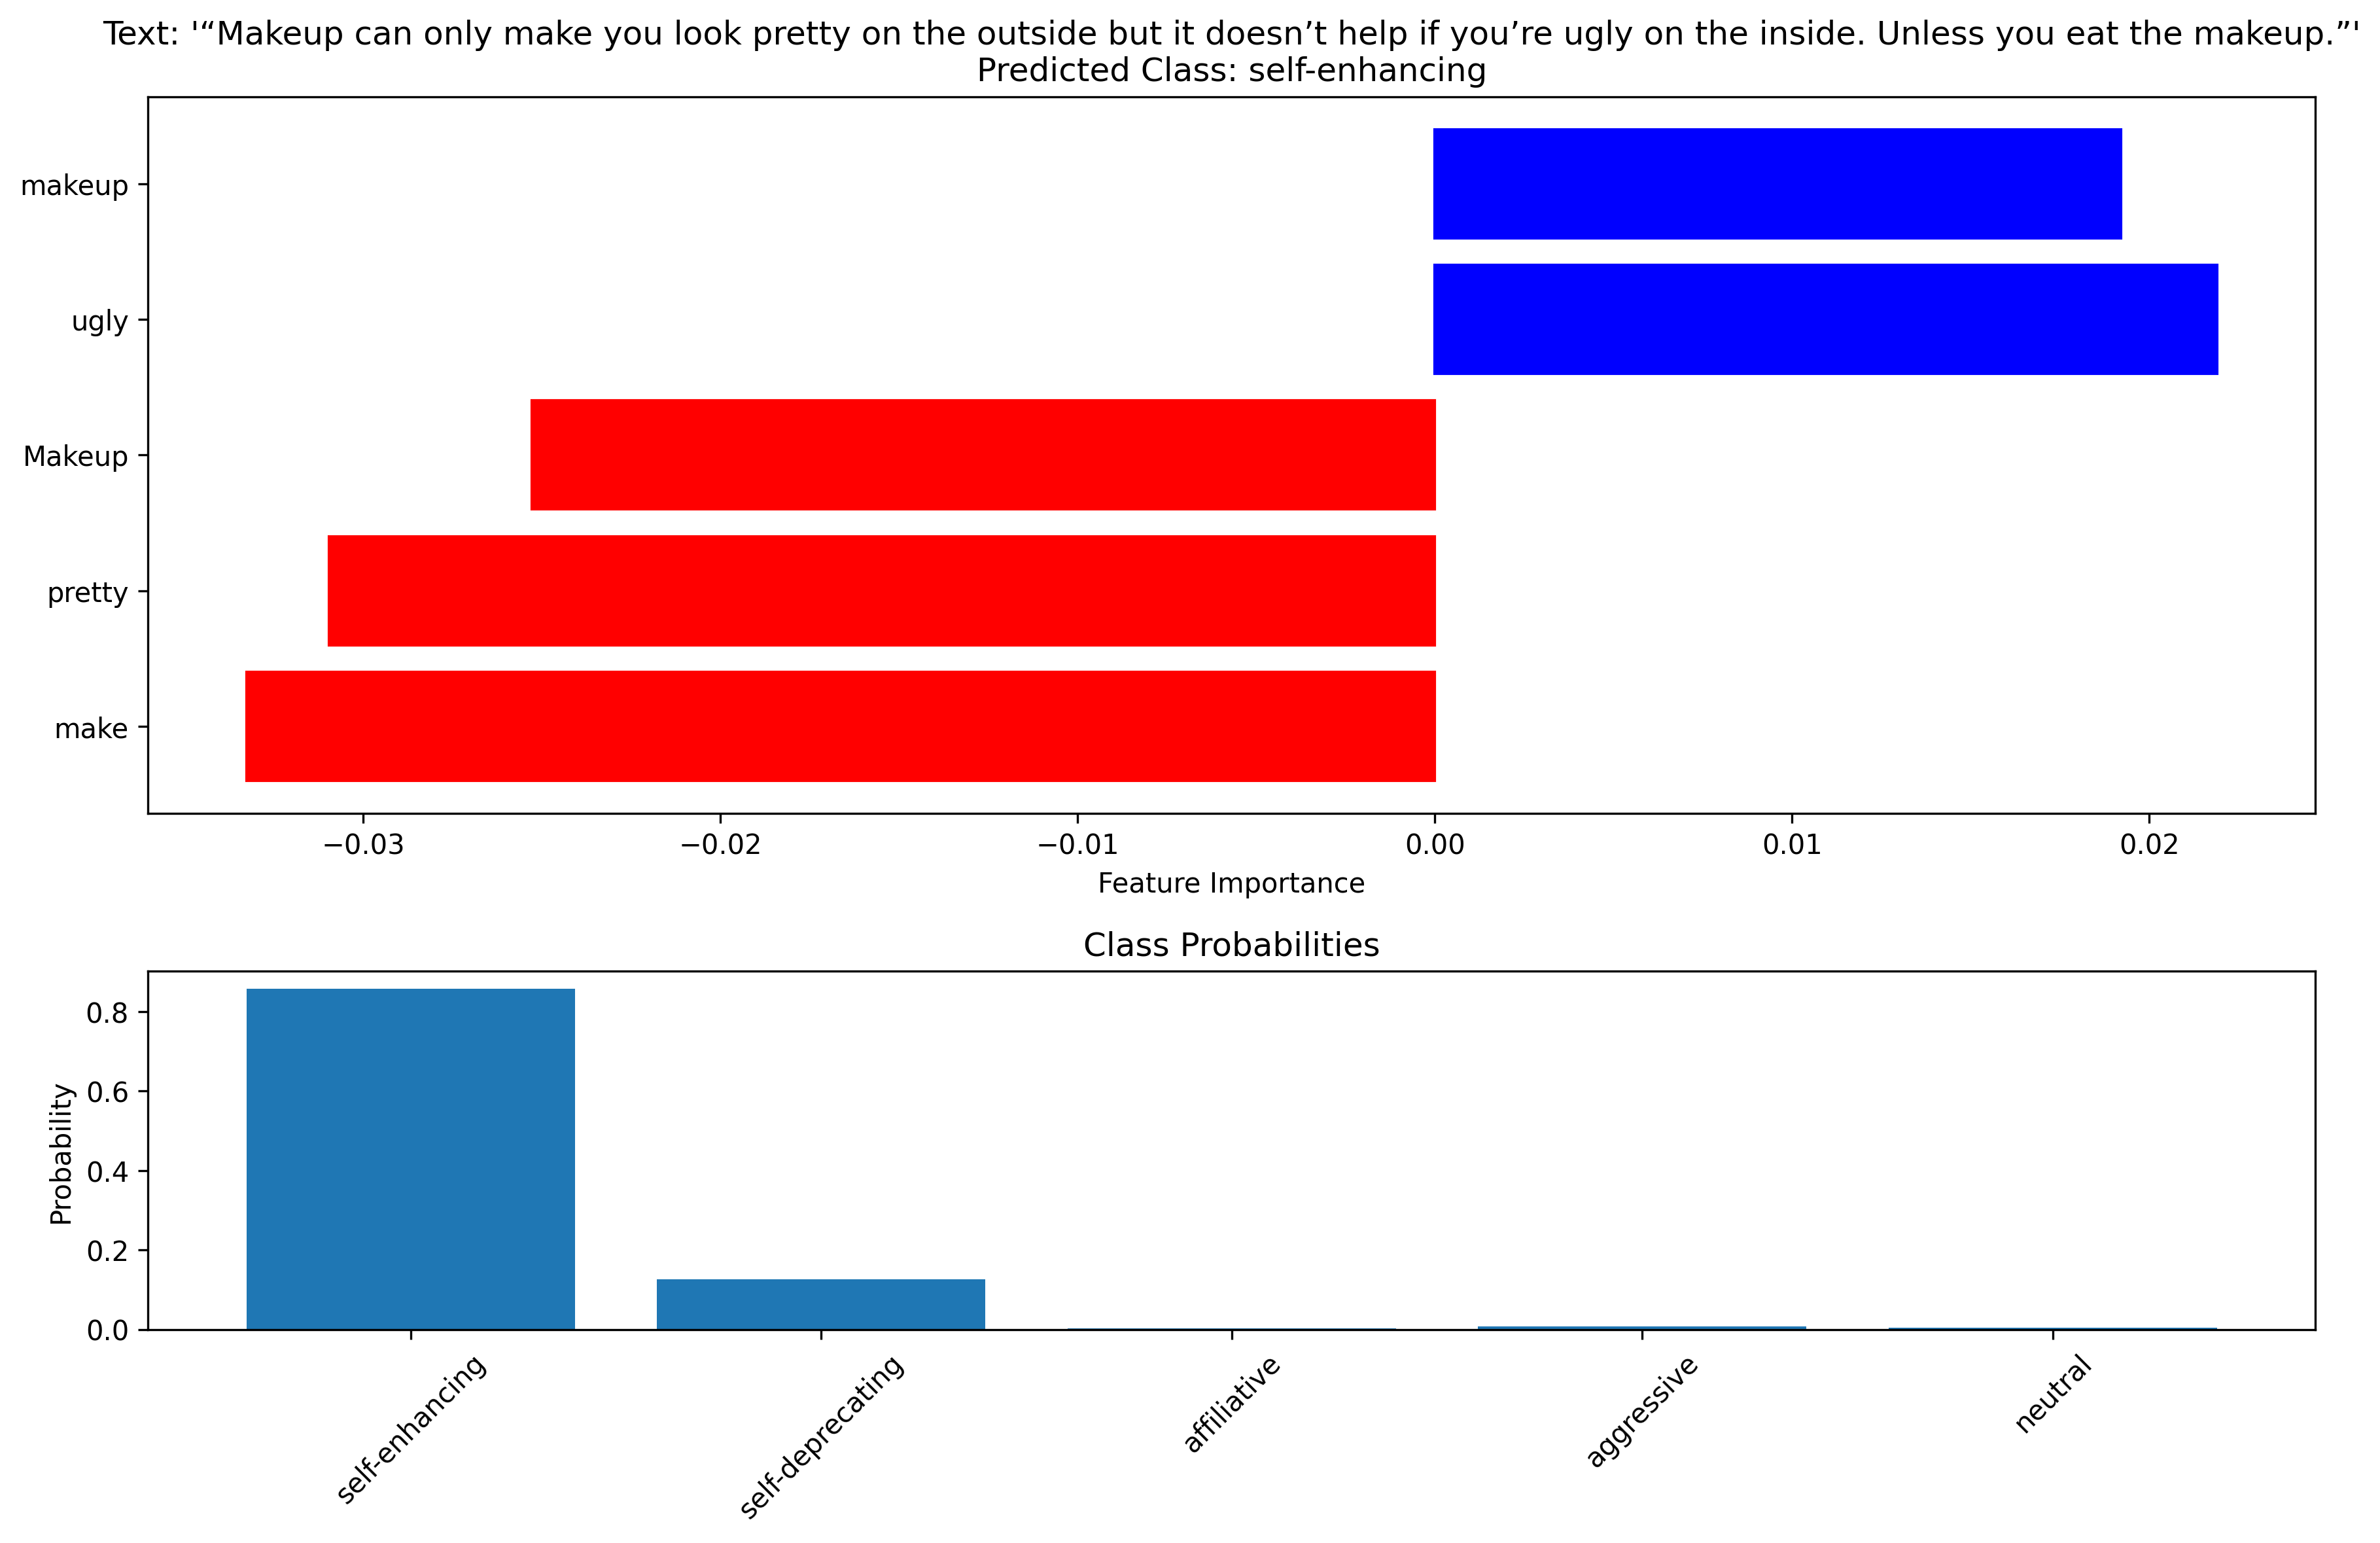 Text: '“Makeup can only make you look pretty on the outside but it doesn’t help if you’re ugly on the inside. Unless you eat the makeup.”'
Predicted Class: self-enhancing
makeup
ugly
Makeup
pretty
make
−0.03
−0.02
−0.01
0.00
0.01
0.02
Feature Importance
Class Probabilities
Probability
0.8
0.6
0.4
0.2
0.0
self-enhancing
self-deprecating
affiliative
aggressive
neutral